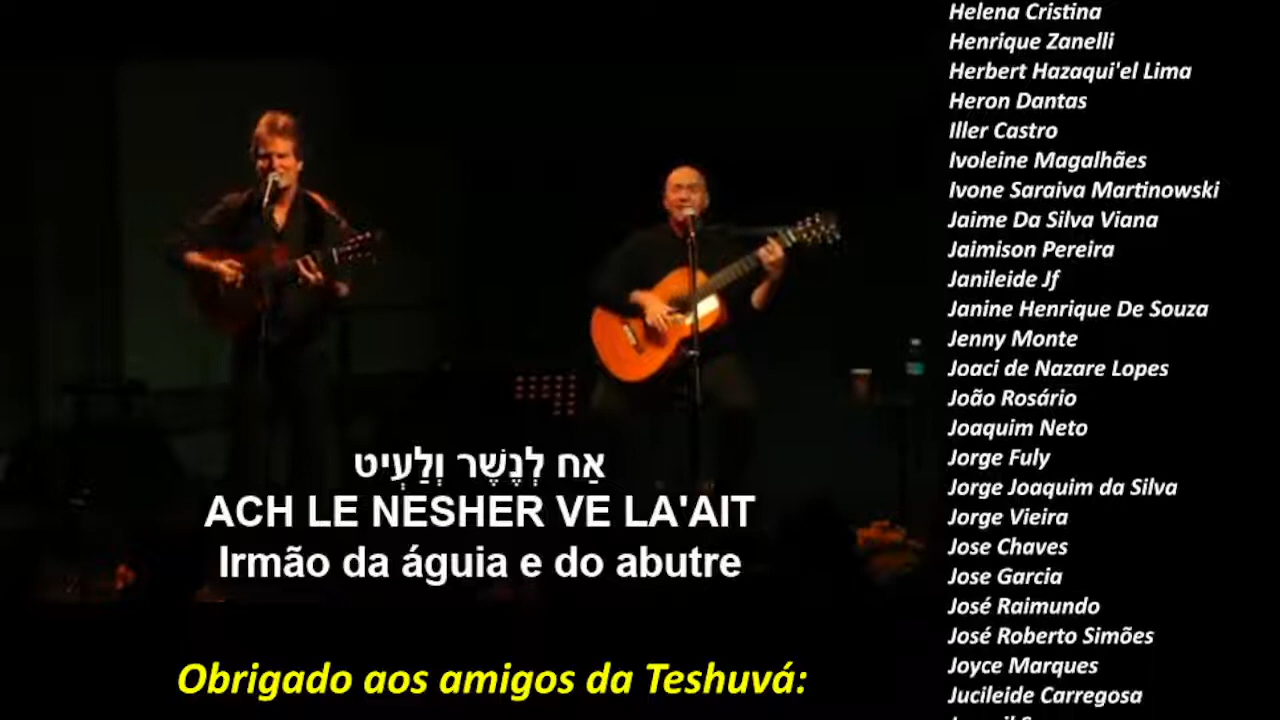 אַח לְנֶשֶׁר וְלַעְיט
ACH LE NESHER VE LA'AIT
Irmão da águia e do abutre
Obrigado aos amigos da Teshuvá:
Helena Cristina
Henrique Zanelli
Herbert Hazaqui'el Lima
Heron Dantas
Iller Castro
Ivoleine Magalhães
Ivone Saraiva Martinowski
Jaime Da Silva Viana
Jaimison Pereira
Janileide Jf
Janine Henrique De Souza
Jenny Monte
Joaci de Nazare Lopes
João Rosário
Joaquim Neto
Jorge Fuly
Jorge Joaquim da Silva
Jorge Vieira
Jose Chaves
Jose Garcia
José Raimundo
José Roberto Simões
Joyce Marques
Jucileide Carregosa